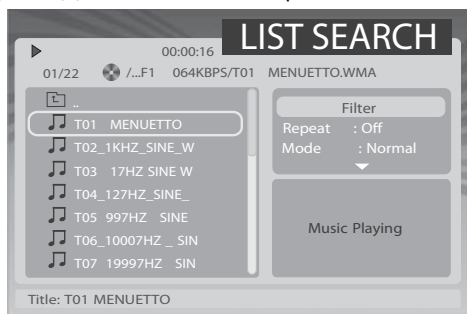 LIST SEARCH
00:00:16
01/22 /...F1 064KBPS/T01 MENUETTO.WMA
..
T01 MENUETTO
T02_1KHZ_SINE_W
T03 17HZ SINE W
T04_127HZ_SINE_
T05 997HZ SINE
T06_10007HZ _ SIN
T07 19997HZ SIN
Filter
Repeat : Off
Mode : Normal
Music Playing
Title: T01 MENUETTO